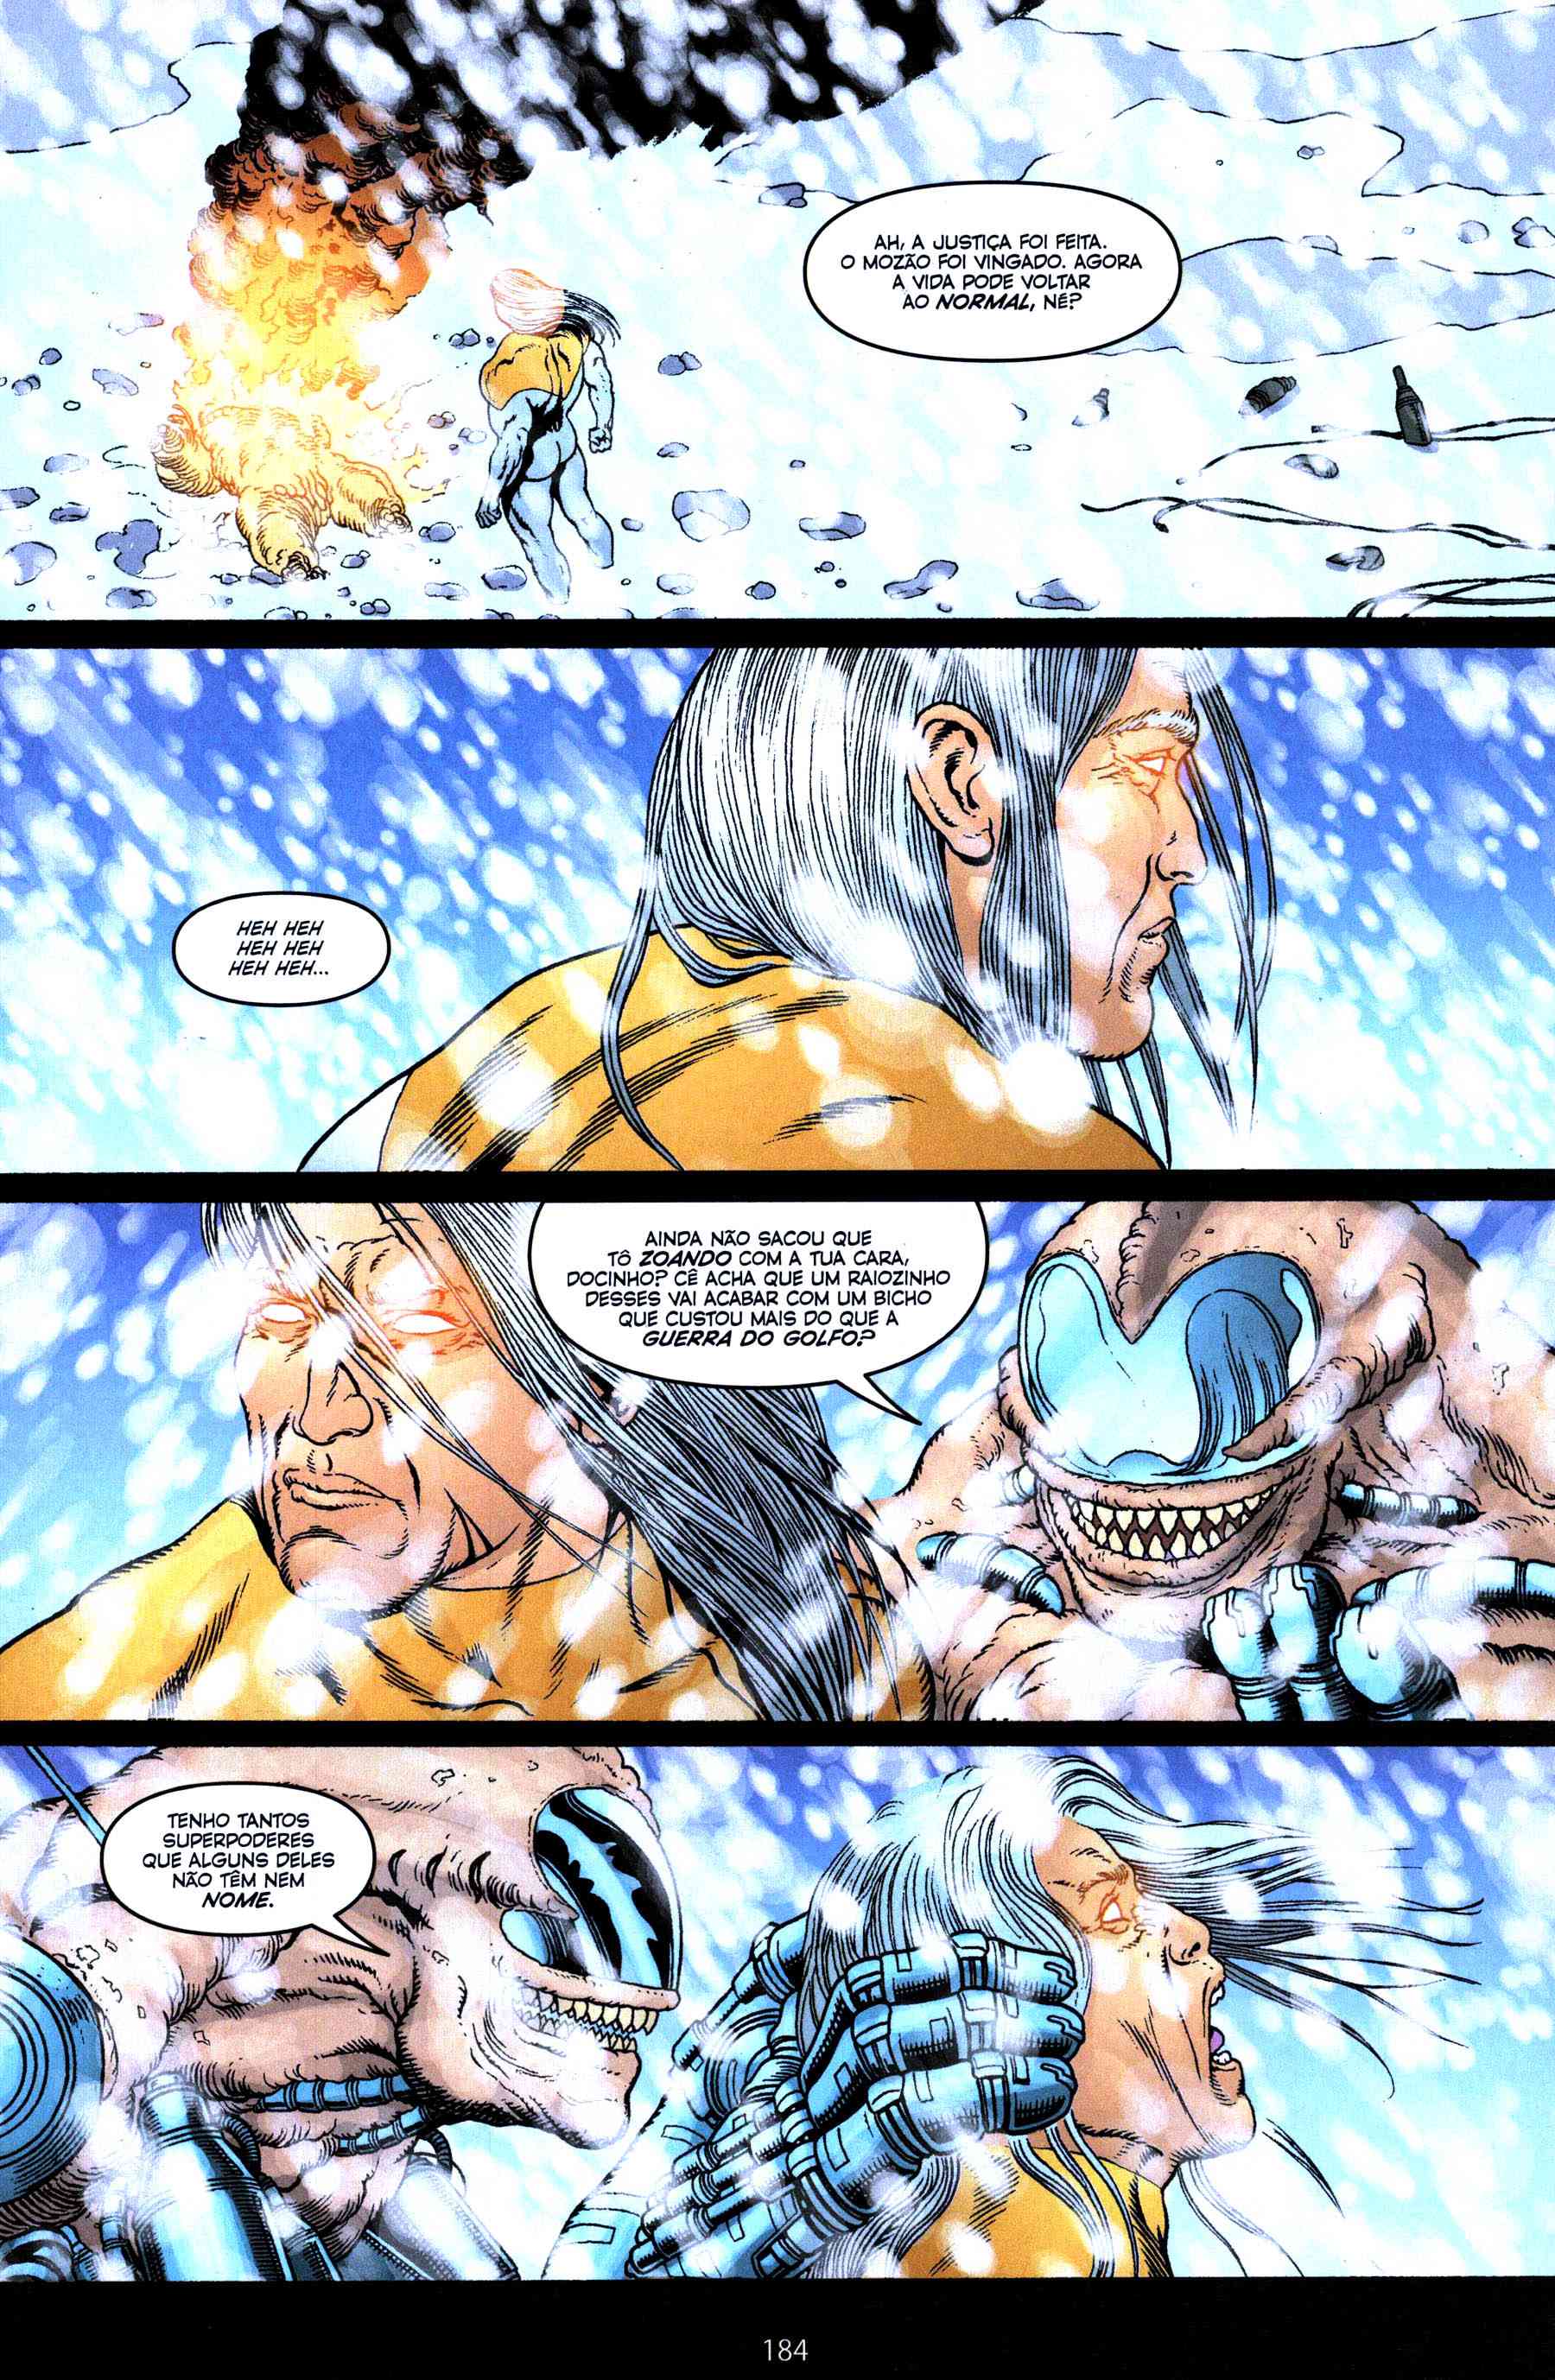 AH, A JUSTIÇA FOI FEITA.
O MOZÃO FOI VINGADO. AGORA
A VIDA PODE VOLTAR
AO NORMAL, NÉ?
HEH HEH
HEH HEH
HEH HEH...
AINDA NÃO SACOU QUE
TÔ ZOANDO COM A TUA CARA,
DOCINHO? CÊ ACHA QUE UM RAIOZINHO
DESSES VAI ACABAR COM UM BICHO
QUE CUSTOU MAIS DO QUE A
GUERRA DO GOLFO?
TENHO TANTOS
SUPERPODERES
QUE ALGUNS DELES
NÃO TÊM NEM
NOME.
184